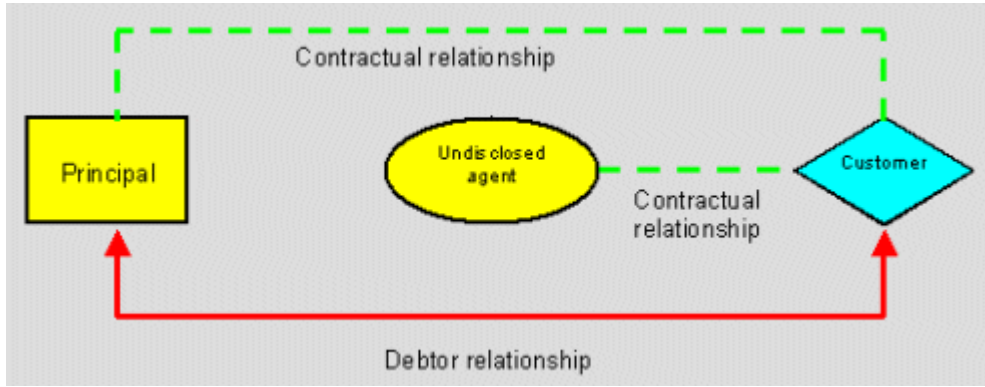 Contractual relationship
Principal
Undisclosed
agent
Customer
Contractual
relationship
Debtor relationship